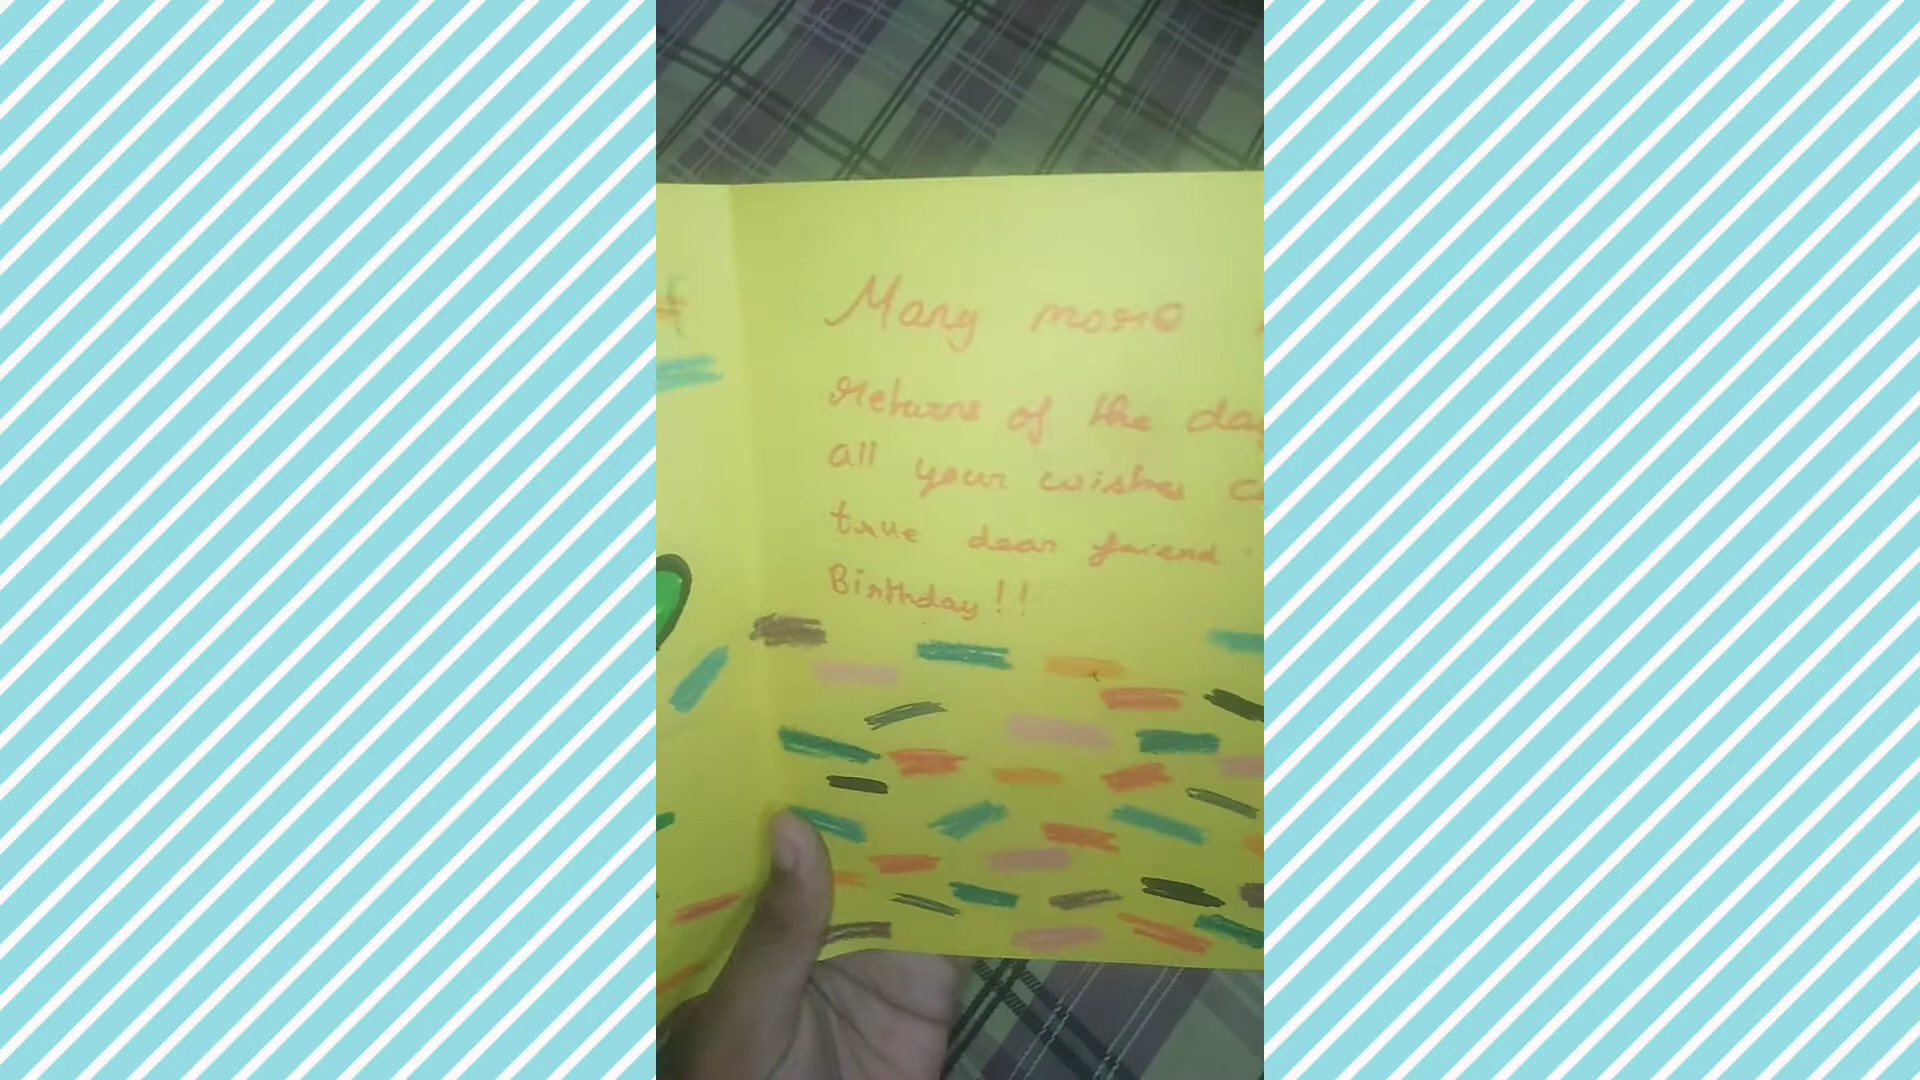 Many more
returns of the day
all your wishes
true dear friend
Birthday!!